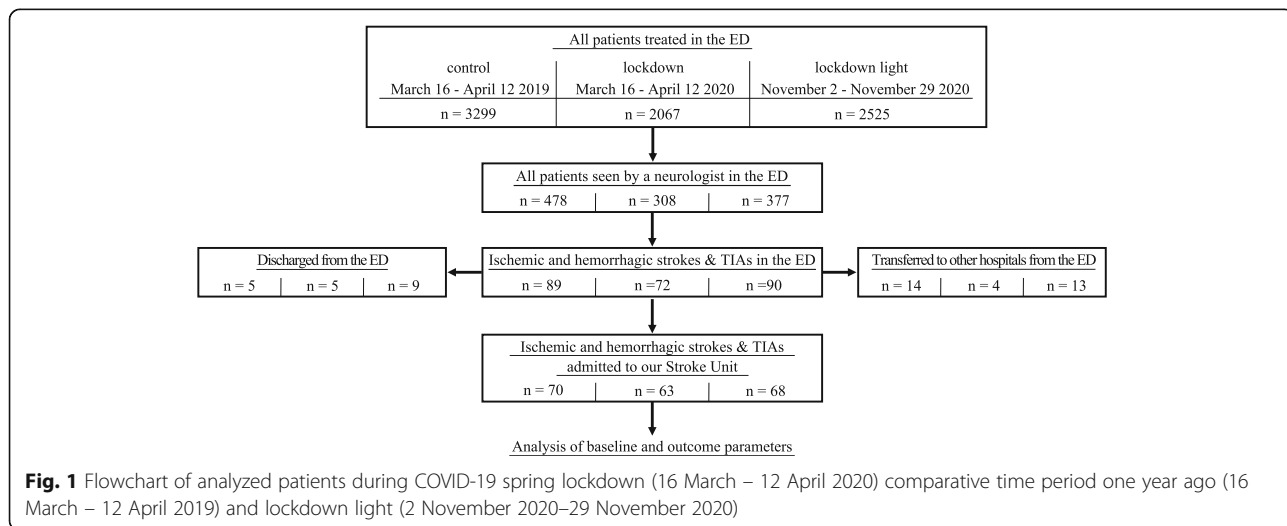 All patients treated in the ED
control lockdown lockdown light
March 16 - April 12 2019 March 16 - April 12 2020 November 2 - November 29 2020
n = 3299 n = 2067 n = 2525
All patients seen by a neurologist in the ED
n = 478 n = 308 n = 377
Discharged from the ED
n = 5 n = 5 n = 9
Ischemic and hemorrhagic strokes & TIAs in the ED
n = 89 n =72 n =90
Transferred to other hospitals from the ED
n = 14 n = 4 n = 13
Ischemic and hemorrhagic strokes & TIAs
admitted to our Stroke Unit
n = 70 n = 63 n = 68
Analysis of baseline and outcome parameters
Fig. 1 Flowchart of analyzed patients during COVID-19 spring lockdown (16 March – 12 April 2020) comparative time period one year ago (16
March – 12 April 2019) and lockdown light (2 November 2020–29 November 2020)